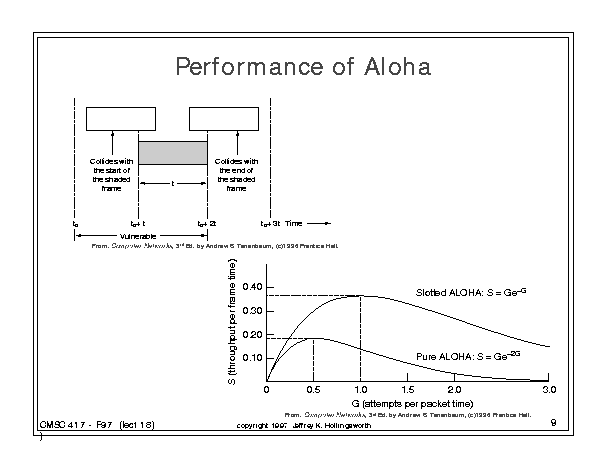 Performance of Aloha
Collides with
the start of
the shaded
frame
Collides with
the end of
the shaded
frame
t
t₀
t₀+ t
t₀+ 2t
t₀+ 3t Time
Vulnerable
From: Computer Networks, 3rd Ed. by Andrew S. Tanenbaum, (c)1996 Prentice Hall.
S (throughput per frame time)
0.40
0.30
0.20
0.10
Slotted ALOHA: S = Ge–G
Pure ALOHA: S = Ge–2G
0
0.5
1.0
1.5
2.0
3.0
G (attempts per packet time)
From: Computer Networks, 3rd Ed. by Andrew S. Tanenbaum, (c)1996 Prentice Hall.
CMSC 417 - F97 (lect 18)
copyright 1997 Jeffrey K. Hollingsworth
9
)